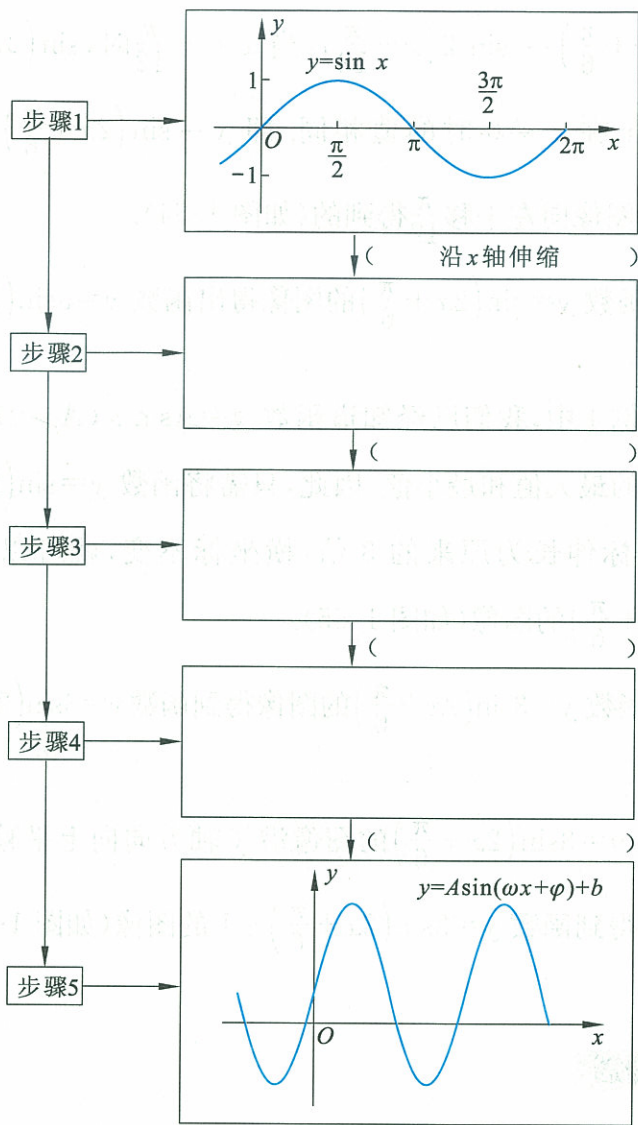 步骤1
y
y=sin x
1
3π/2
O
π/2
π
2π
x
-1
( 沿x轴伸缩 )
步骤2
( )
步骤3
( )
步骤4
( )
y
y=Asin(ωx+φ)+b
步骤5
O
x